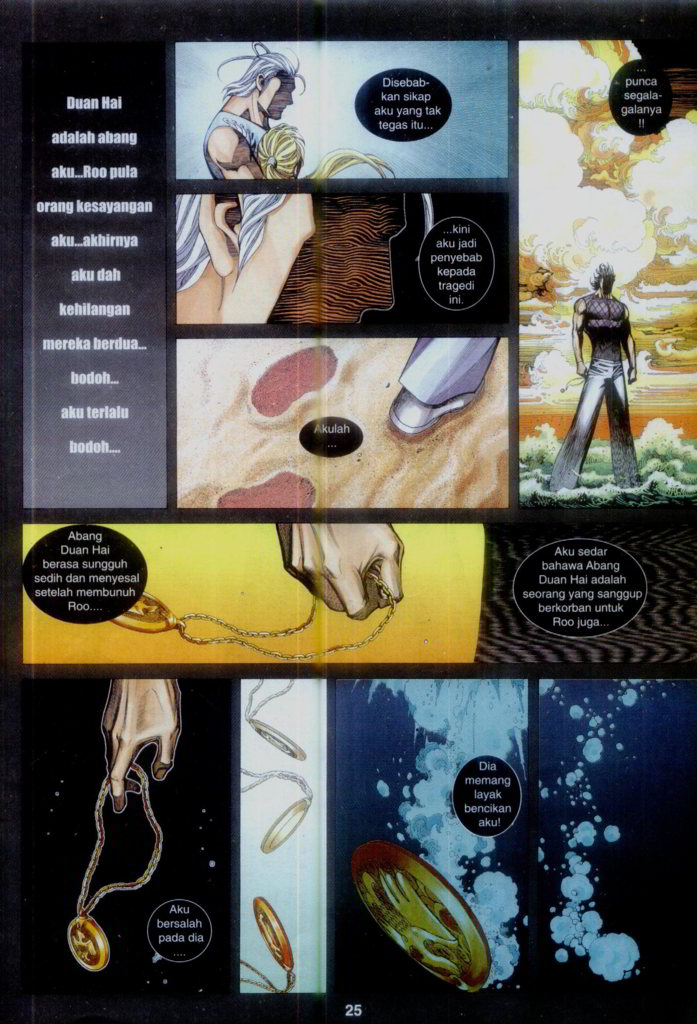 Duan Hai
adalah abang
aku...Roo pula
orang kesayangan
aku...akhirnya
aku dah
kehilangan
mereka berdua...
bodoh...
aku terlalu
bodoh....
Disebab-
kan sikap
aku yang tak
tegas itu...
...kini
aku jadi
penyebab
kepada
tragedi
ini.
Akulah
...
...
punca
segala-
galanya
!!
Abang
Duan Hai
berasa sungguh
sedih dan menyesal
setelah membunuh
Roo....
Aku sedar
bahawa Abang
Duan Hai adalah
seorang yang sanggup
berkorban untuk
Roo juga...
Aku
bersalah
pada dia
....
Dia
memang
layak
bencikan
aku!
25